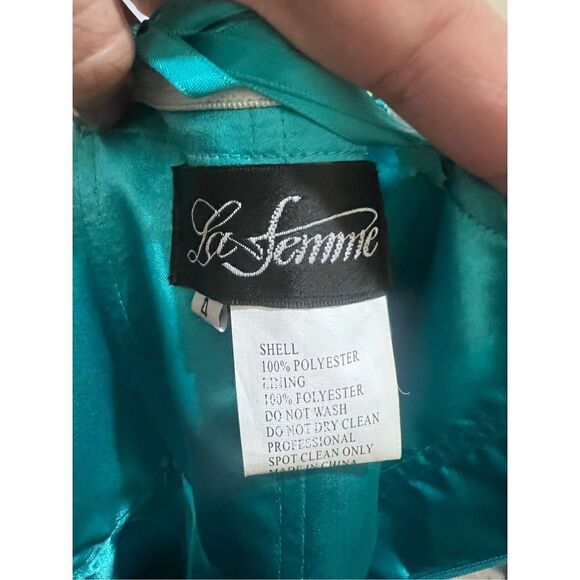 La Femme
4
SHELL
100% POLYESTER
LINING
100% POLYESTER
DO NOT WASH
DO NOT DRY CLEAN
PROFESSIONAL
SPOT CLEAN ONLY
MADE IN CHINA